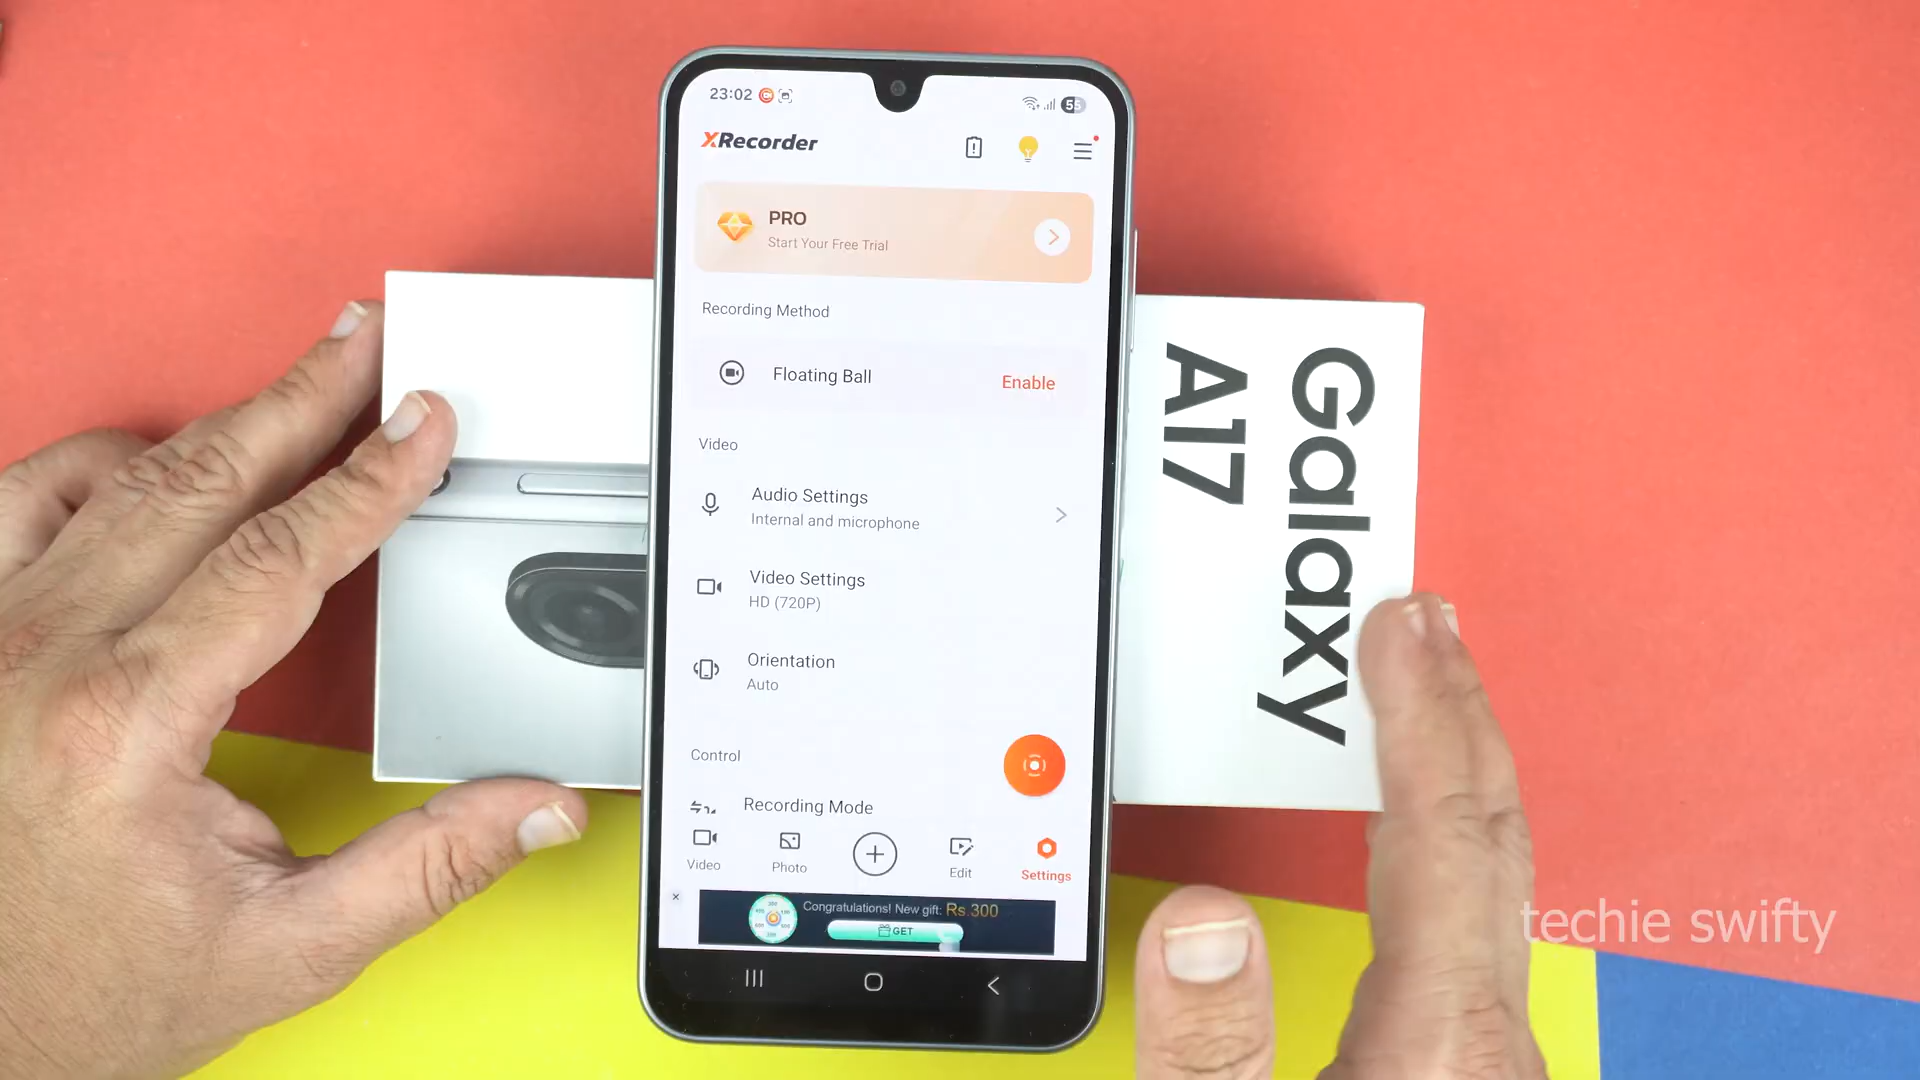 23:02
55
XRecorder
PRO
Start Your Free Trial
Recording Method
Floating Ball
Enable
Video
Audio Settings
Internal and microphone
Video Settings
HD (720P)
Orientation
Auto
Control
Recording Mode
Video
Photo
Edit
Settings
Congratulations! New gift: Rs.300
GET
Galaxy
A17
techie swifty